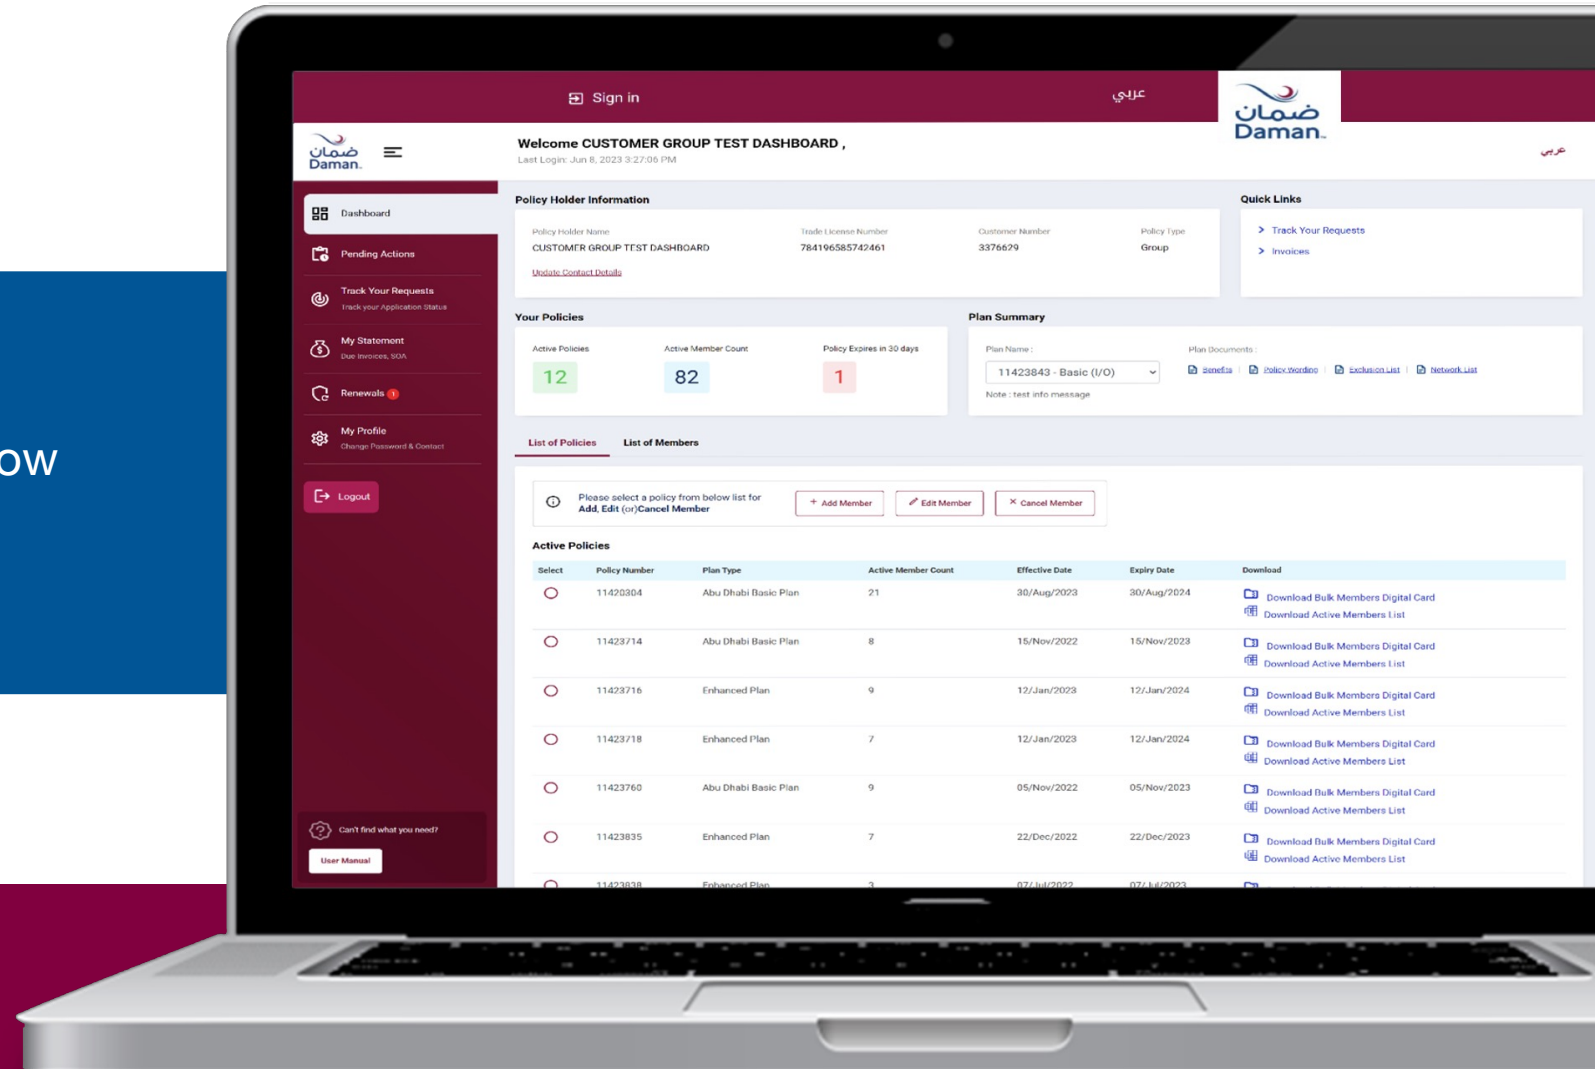 ow
Sign in
عربي
ضمان
Daman
ضمان
Daman
Welcome CUSTOMER GROUP TEST DASHBOARD ,
Last Login: Jun 8, 2023 3:27:06 PM
عربي
Dashboard
Pending Actions
Track Your Requests
Track your Application Status
My Statement
Due Invoices, SOA
Renewals 1
My Profile
Change Password & Contact
Logout
Can't find what you need?
User Manual
Policy Holder Information
Policy Holder Name Trade License Number Customer Number Policy Type
CUSTOMER GROUP TEST DASHBOARD 784196585742461 3376629 Group
Update Contact Details
Quick Links
> Track Your Requests
> Invoices
Your Policies
Active Policies Active Member Count Policy Expires in 30 days
12 82 1
Plan Summary
Plan Name : Plan Documents :
11423843 - Basic (I/O) Benefits | Policy Wording | Exclusion List | Network List
Note : test info message
List of Policies List of Members
Please select a policy from below list for
Add, Edit (or)Cancel Member
+ Add Member Edit Member × Cancel Member
Active Policies
Select Policy Number Plan Type Active Member Count Effective Date Expiry Date Download
11420304 Abu Dhabi Basic Plan 21 30/Aug/2023 30/Aug/2024 Download Bulk Members Digital Card
Download Active Members List
11423714 Abu Dhabi Basic Plan 8 15/Nov/2022 15/Nov/2023 Download Bulk Members Digital Card
Download Active Members List
11423716 Enhanced Plan 9 12/Jan/2023 12/Jan/2024 Download Bulk Members Digital Card
Download Active Members List
11423718 Enhanced Plan 7 12/Jan/2023 12/Jan/2024 Download Bulk Members Digital Card
Download Active Members List
11423760 Abu Dhabi Basic Plan 9 05/Nov/2022 05/Nov/2023 Download Bulk Members Digital Card
Download Active Members List
11423835 Enhanced Plan 7 22/Dec/2022 22/Dec/2023 Download Bulk Members Digital Card
Download Active Members List
11423838 Enhanced Plan 3 07/Jul/2022 07/Jul/2023